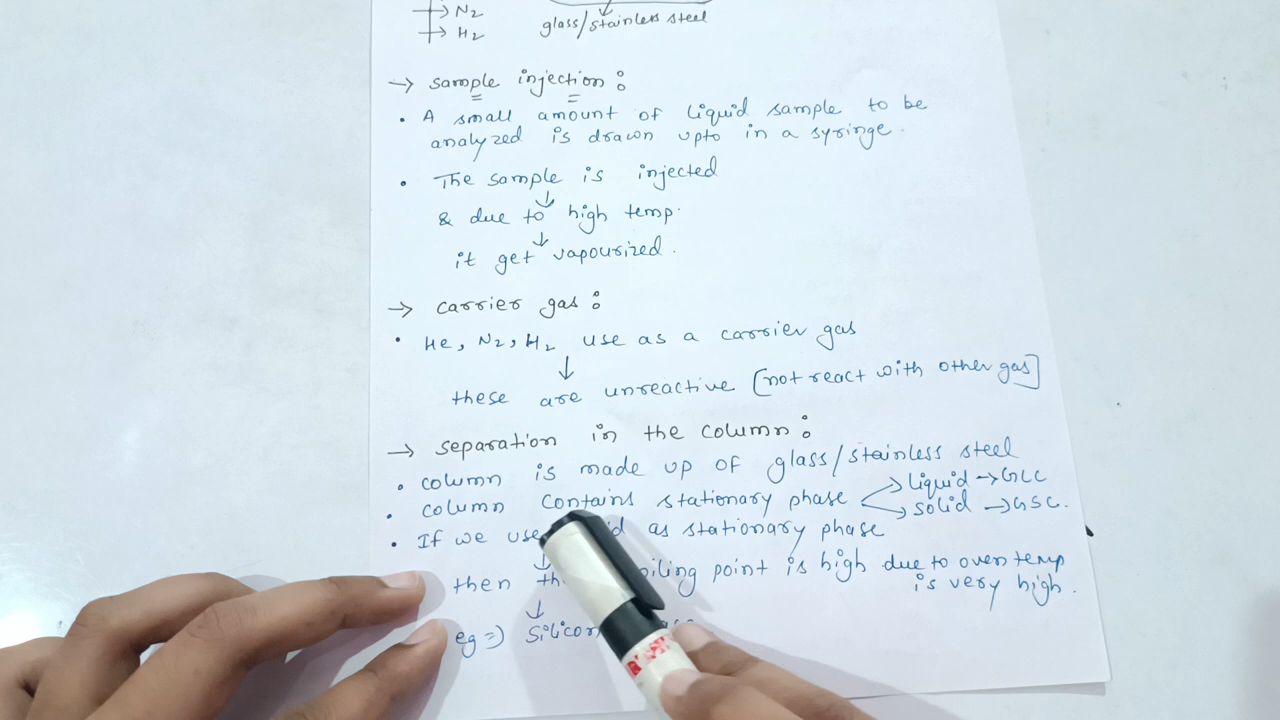 → N2
→ H2
glass/stainless steel
→ sample injection :
• A small amount of liquid sample to be
analyzed is drawn upto in a syringe.
• The sample is injected
↓
& due to high temp.
↓
it get vapourized.
→ carrier gas :
• He, N2, H2 use as a carrier gas
↓
these are unreactive [not react with other gas]
→ separation in the column :
• column is made up of glass/stainless steel
• column contains stationary phase → liquid → GLC
→ solid → GSC.
• If we use as stationary phase
↓
then point is high due to oven temp
is very high.
↓
eg ⇒